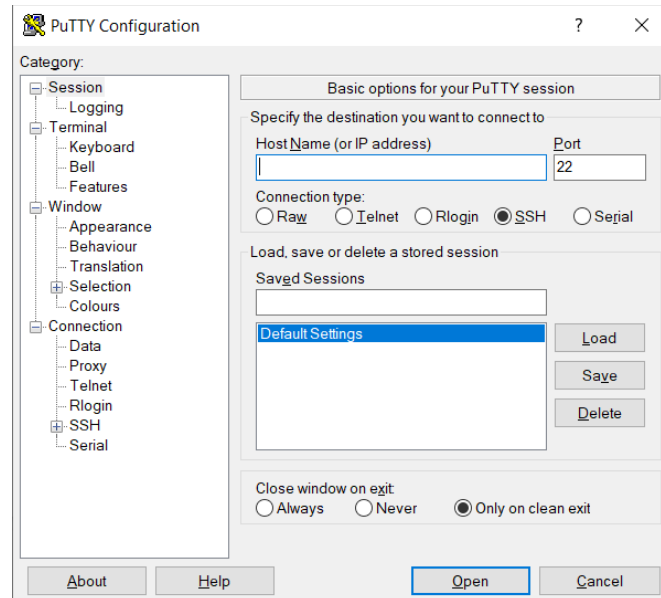 PuTTY Configuration
?
Category:
Session
Logging
Terminal
Keyboard
Bell
Features
Window
Appearance
Behaviour
Translation
Selection
Colours
Connection
Data
Proxy
Telnet
Rlogin
SSH
Serial
Basic options for your PuTTY session
Specify the destination you want to connect to
Host Name (or IP address) Port
22
Connection type:
Raw Telnet Rlogin SSH Serial
Load, save or delete a stored session
Saved Sessions
Default Settings
Load
Save
Delete
Close window on exit
Always Never Only on clean exit
About Help Open Cancel